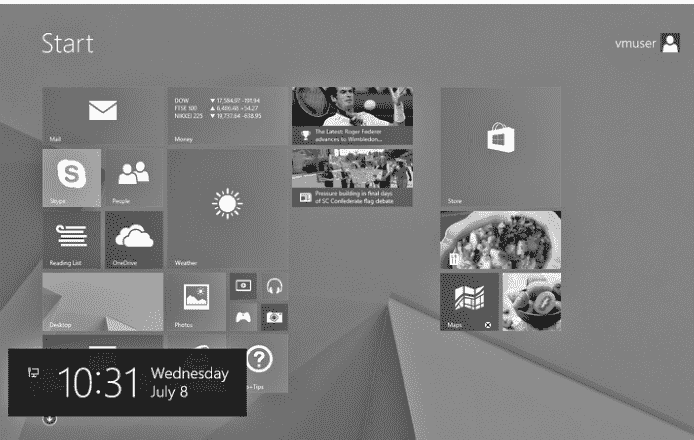 Start
vmuser
Mail
DOW ▼ 17,584.97 -191.94
FTSE 100 ▲ 6,486.48 +54.27
NIKKEI 225 ▼ 19,737.64 -638.95
Money
The Latest: Roger Federer
advances to Wimbledon...
Store
Skype
People
Pressure building in final days
of SC Confederate flag debate
Reading List
OneDrive
Weather
Desktop
Photos
Maps
+Tips
10:31
Wednesday
July 8